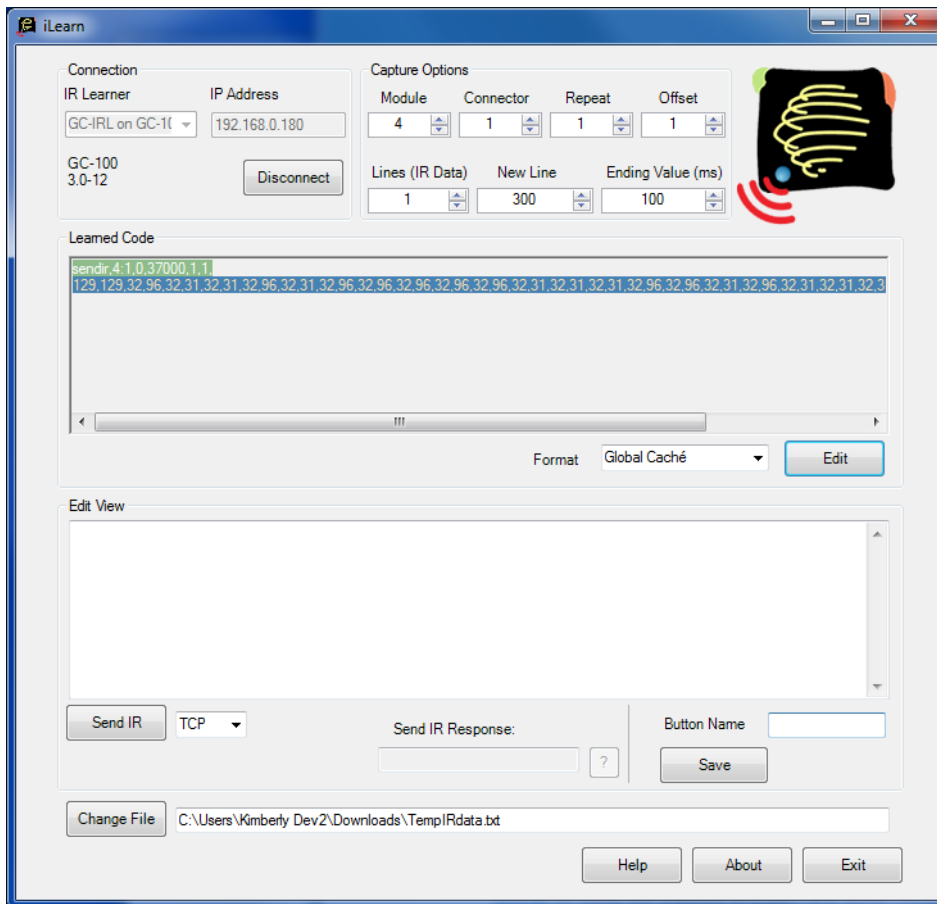 iLearn
Connection
IR Learner IP Address
GC-IRL on GC-1( 192.168.0.180
GC-100
3.0-12
Disconnect
Capture Options
Module Connector Repeat Offset
4 1 1 1
Lines (IR Data) New Line Ending Value (ms)
1 300 100
Learned Code
sendir,4:1,0,37000,1,1,
129,129,32,96,32,31,32,31,32,96,32,31,32,96,32,96,32,96,32,96,32,96,32,31,32,31,32,31,32,96,32,96,32,31,32,96,32,31,32,31,32,3
Format Global Caché Edit
Edit View
Send IR TCP Send IR Response: Button Name
? Save
Change File C:\Users\Kimberly Dev2\Downloads\TempIRdata.txt
Help About Exit